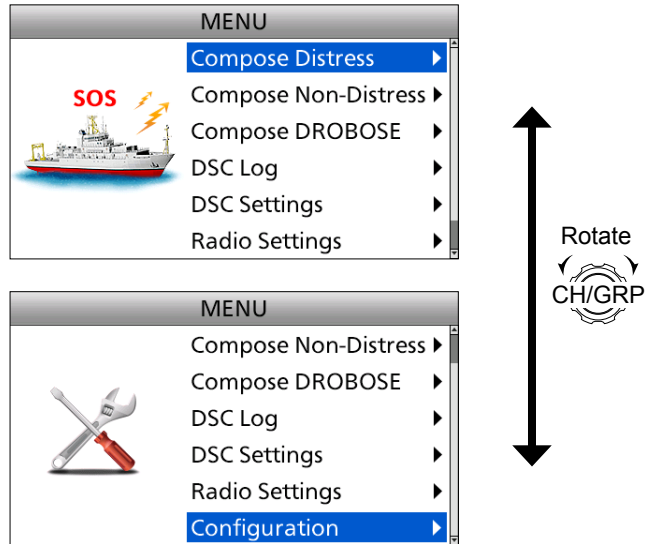 MENU
SOS
Compose Distress
Compose Non-Distress
Compose DROBOSE
DSC Log
DSC Settings
Radio Settings
Rotate
CH/GRP
MENU
Compose Non-Distress
Compose DROBOSE
DSC Log
DSC Settings
Radio Settings
Configuration